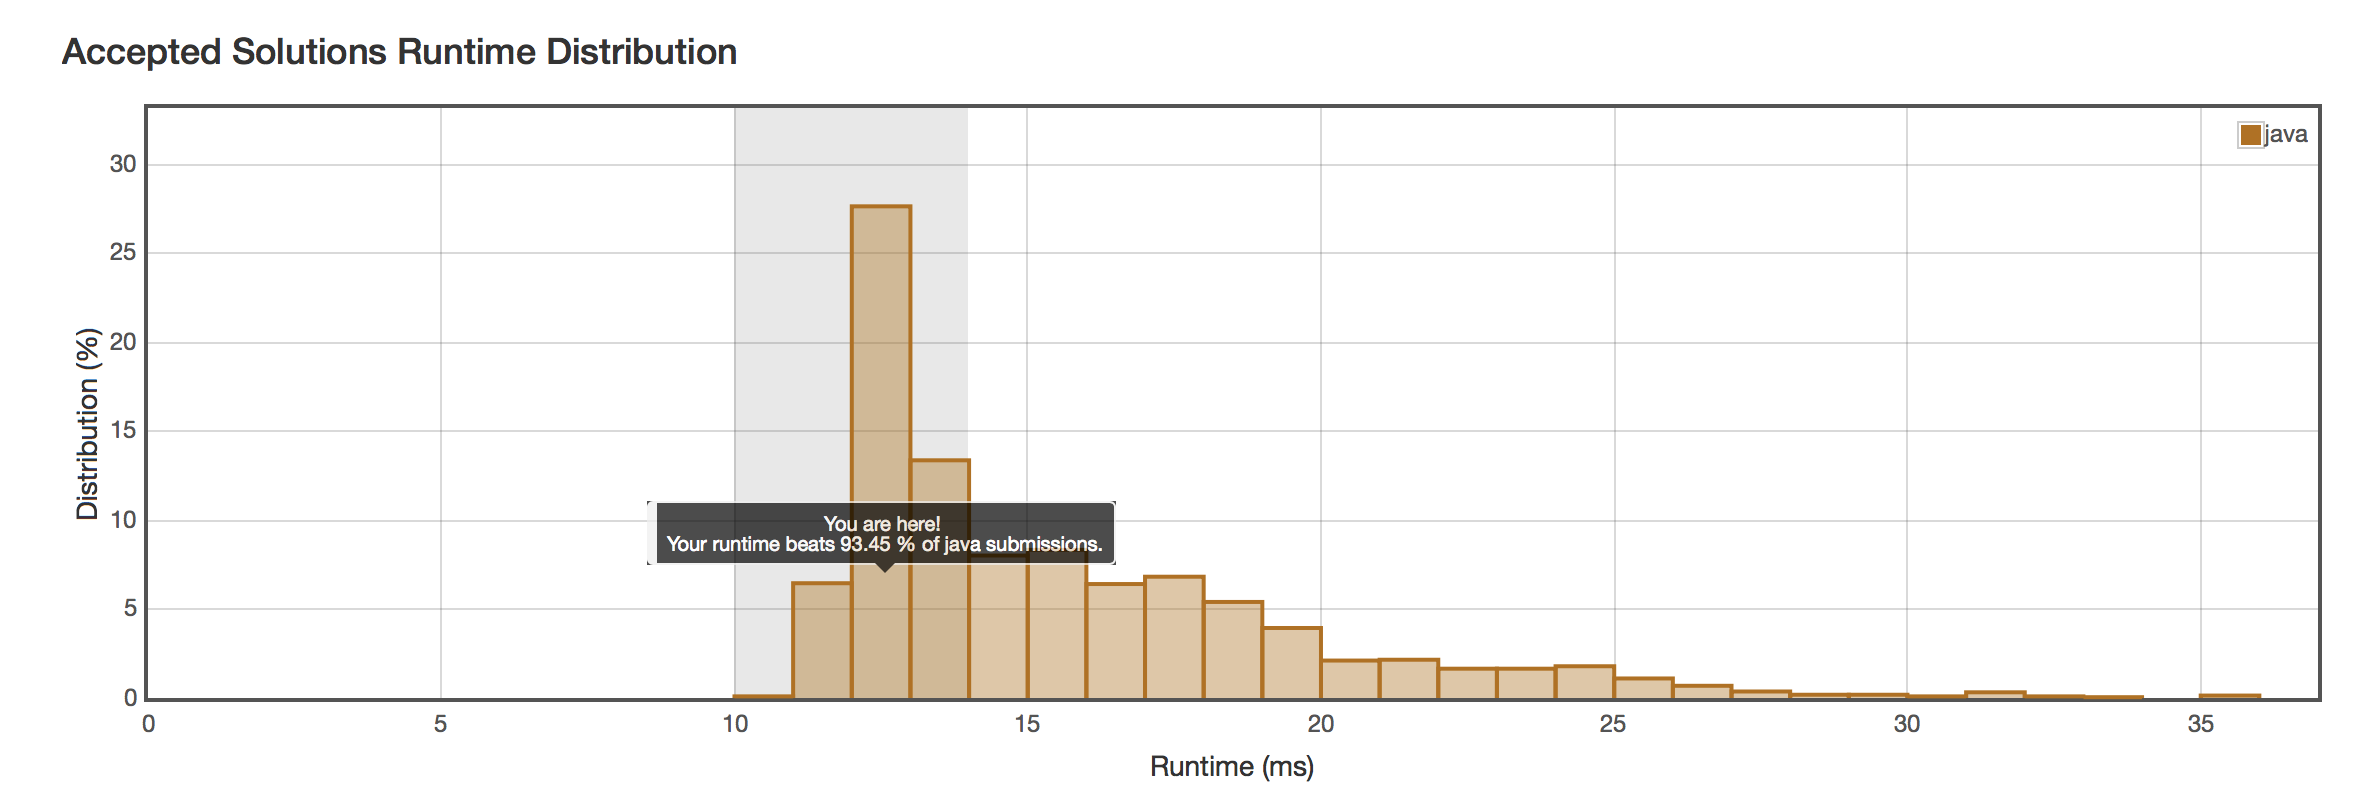 Accepted Solutions Runtime Distribution
java
30
25
20
15
10
5
0
Distribution (%)
You are here!
Your runtime beats 93.45 % of java submissions.
0 5 10 15 20 25 30 35
Runtime (ms)